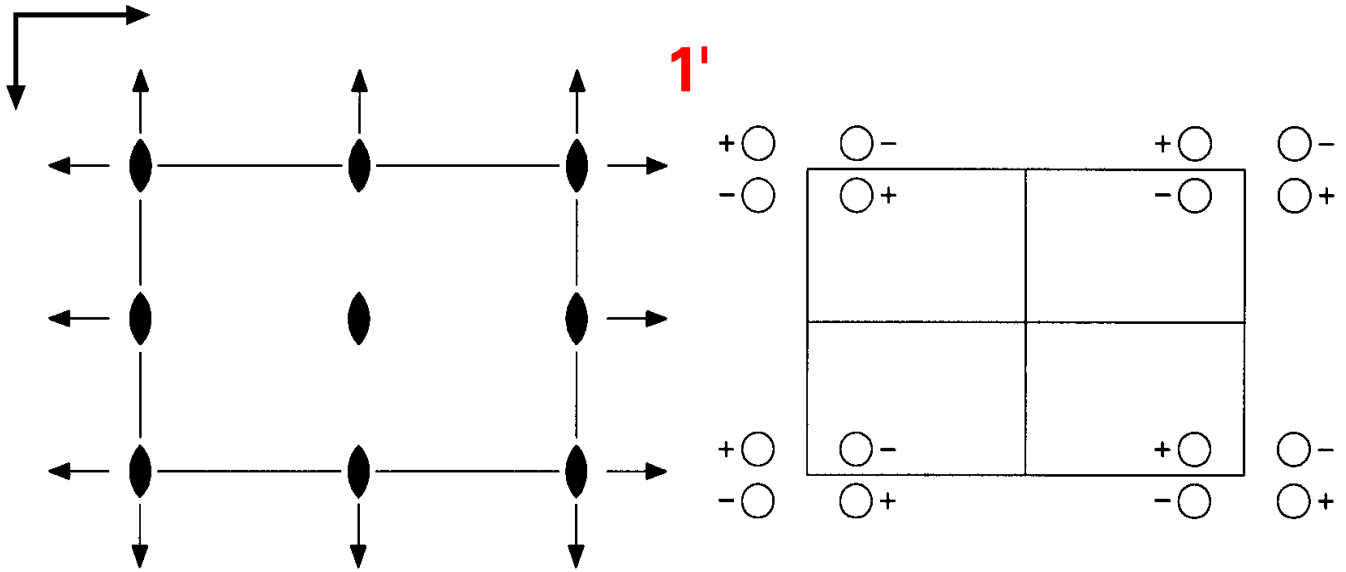 1'
+ - + -
- + - +
+ - + -
- + - +